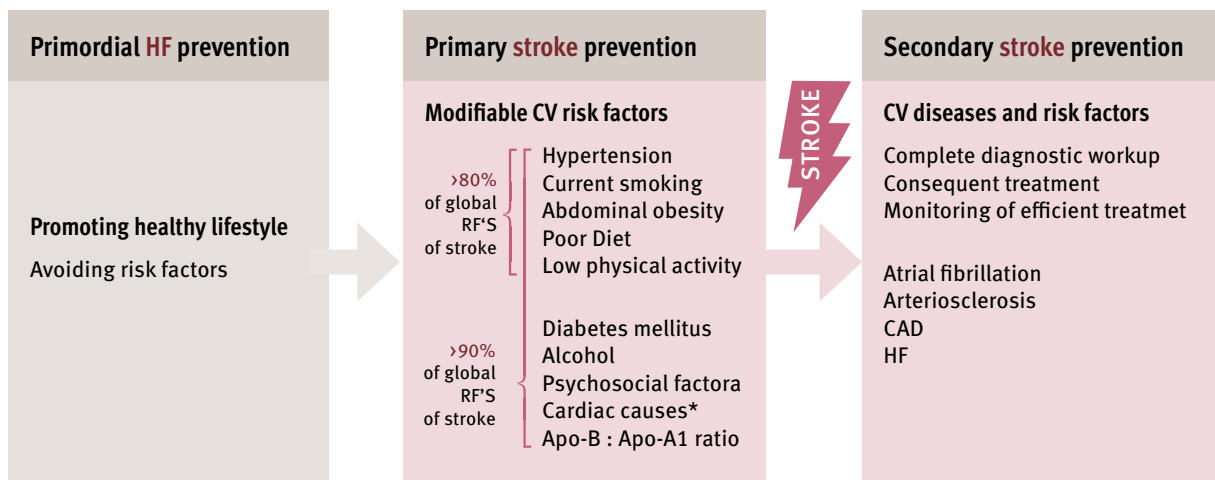 Primordial HF prevention
Promoting healthy lifestyle
Avoiding risk factors
Primary stroke prevention
Modifiable CV risk factors
>80%
of global
RF‘S
of stroke
Hypertension
Current smoking
Abdominal obesity
Poor Diet
Low physical activity
>90%
of global
RF’S
of stroke
Diabetes mellitus
Alcohol
Psychosocial factora
Cardiac causes*
Apo-B : Apo-A1 ratio
STROKE
Secondary stroke prevention
CV diseases and risk factors
Complete diagnostic workup
Consequent treatment
Monitoring of efficient treatmet
Atrial fibrillation
Arteriosclerosis
CAD
HF